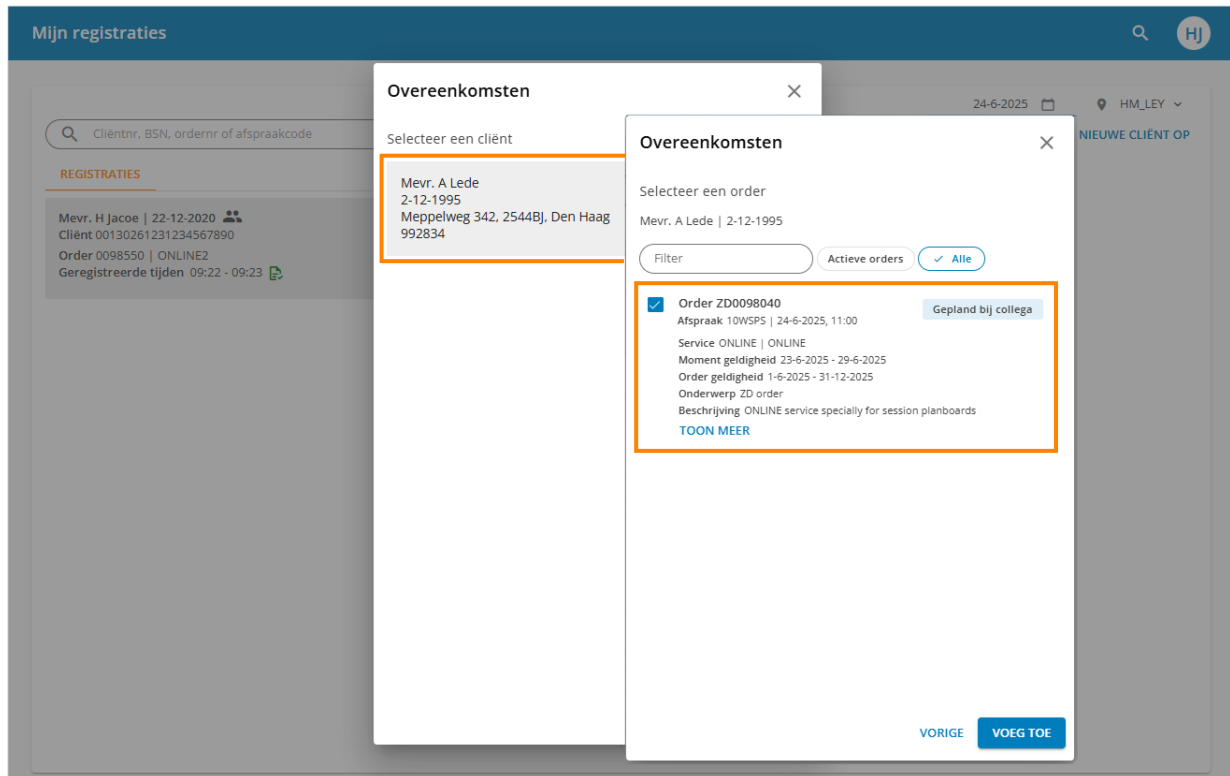 Mijn registraties
HJ
24-6-2025
HM_LEY
Cliëntnr, BSN, ordernr of afspraakcode
NIEUWE CLIËNT OP
REGISTRATIES
Mevr. H Jacoe | 22-12-2020
Cliënt 00130261231234567890
Order 0098550 | ONLINE2
Geregistreerde tijden 09:22 - 09:23
Overeenkomsten
Selecteer een cliënt
Mevr. A Lede
2-12-1995
Meppelweg 342, 2544BJ, Den Haag
992834
Overeenkomsten
Selecteer een order
Mevr. A Lede | 2-12-1995
Filter
Actieve orders
Alle
Order ZD0098040
Gepland bij collega
Afspraak 10WSPS | 24-6-2025, 11:00
Service ONLINE | ONLINE
Moment geldigheid 23-6-2025 - 29-6-2025
Order geldigheid 1-6-2025 - 31-12-2025
Onderwerp ZD order
Beschrijving ONLINE service specially for session planboards
TOON MEER
VORIGE
VOEG TOE